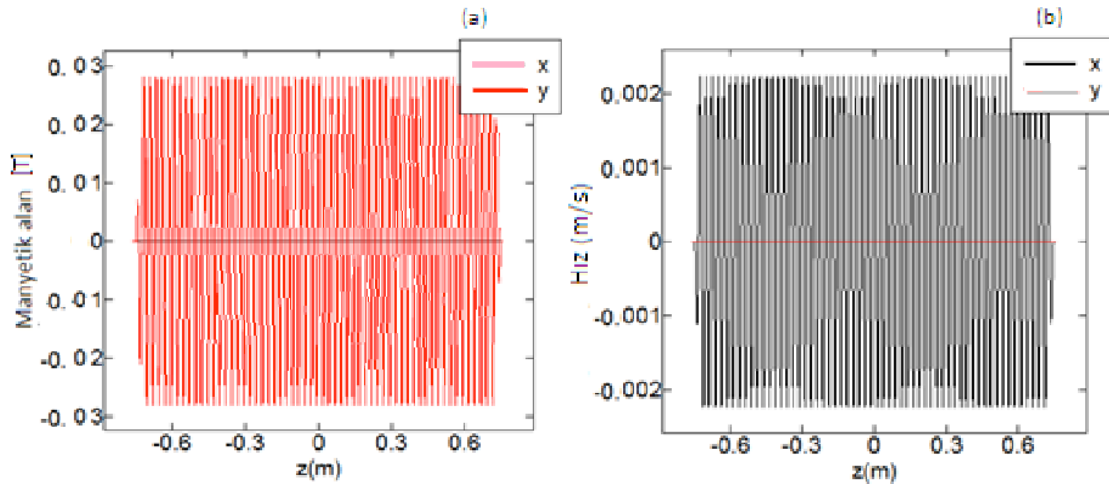 (a)
x
y
0.03
0.02
0.01
0
-0.01
-0.02
-0.03
Manyetik alan [T]
-0.6 -0.3 0 0.3 0.6
z(m)
(b)
x
y
0.002
0.001
0
-0.001
-0.002
Hız (m/s)
-0.6 -0.3 0 0.3 0.6
z(m)